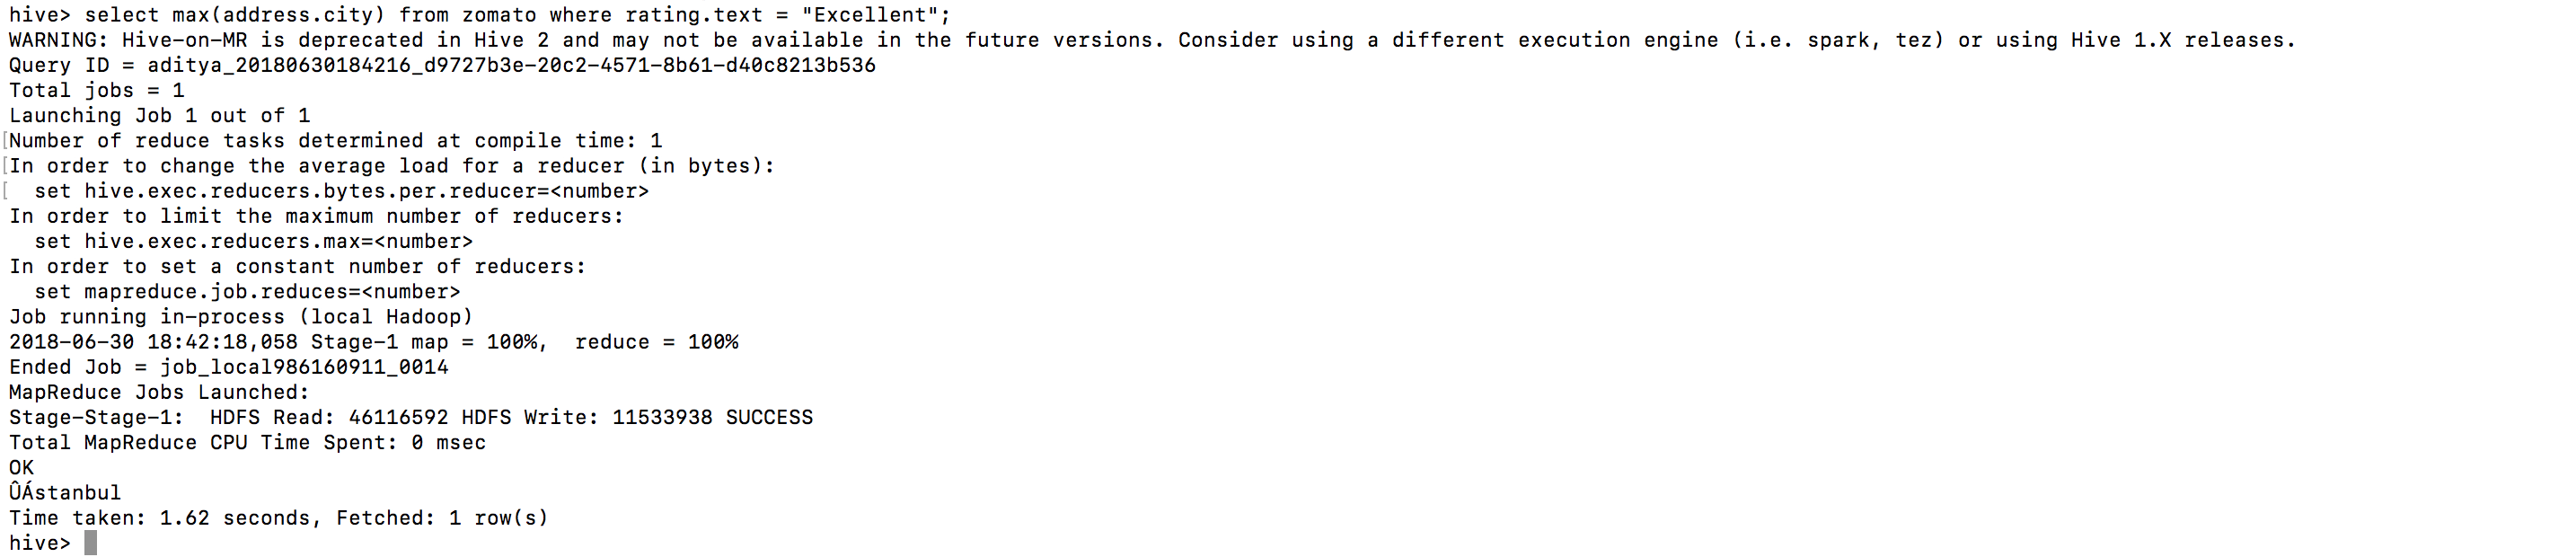 hive> select max(address.city) from zomato where rating.text = "Excellent";
WARNING: Hive-on-MR is deprecated in Hive 2 and may not be available in the future versions. Consider using a different execution engine (i.e. spark, tez) or using Hive 1.X releases.
Query ID = aditya_20180630184216_d9727b3e-20c2-4571-8b61-d40c8213b536
Total jobs = 1
Launching Job 1 out of 1
[Number of reduce tasks determined at compile time: 1
[In order to change the average load for a reducer (in bytes):
[  set hive.exec.reducers.bytes.per.reducer=<number>
In order to limit the maximum number of reducers:
  set hive.exec.reducers.max=<number>
In order to set a constant number of reducers:
  set mapreduce.job.reduces=<number>
Job running in-process (local Hadoop)
2018-06-30 18:42:18,058 Stage-1 map = 100%,  reduce = 100%
Ended Job = job_local986160911_0014
MapReduce Jobs Launched:
Stage-Stage-1:  HDFS Read: 46116592 HDFS Write: 11533938 SUCCESS
Total MapReduce CPU Time Spent: 0 msec
OK
ÛÁstanbul
Time taken: 1.62 seconds, Fetched: 1 row(s)
hive>